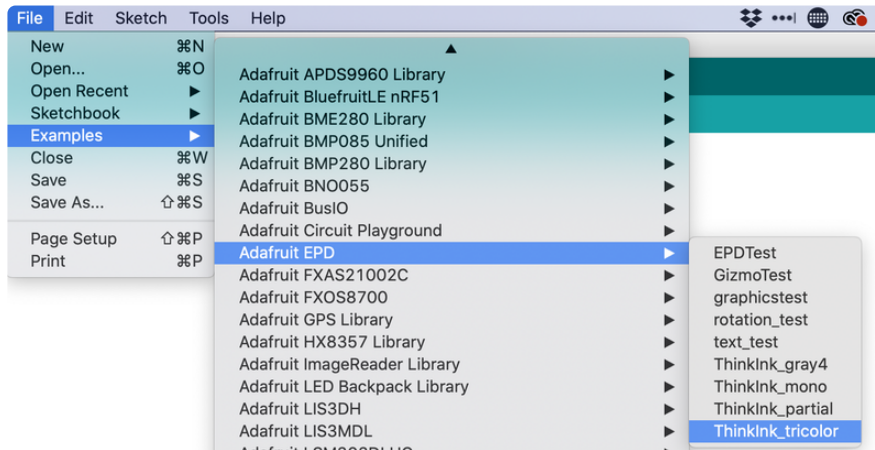 File Edit Sketch Tools Help
New ⌘N
Open... ⌘O
Open Recent
Sketchbook
Examples
Close ⌘W
Save ⌘S
Save As... ⇧⌘S
Page Setup ⇧⌘P
Print ⌘P
Adafruit APDS9960 Library
Adafruit BluefruitLE nRF51
Adafruit BME280 Library
Adafruit BMP085 Unified
Adafruit BMP280 Library
Adafruit BNO055
Adafruit BusIO
Adafruit Circuit Playground
Adafruit EPD
Adafruit FXAS21002C
Adafruit FXOS8700
Adafruit GPS Library
Adafruit HX8357 Library
Adafruit ImageReader Library
Adafruit LED Backpack Library
Adafruit LIS3DH
Adafruit LIS3MDL
EPDTest
GizmoTest
graphicstest
rotation_test
text_test
ThinkInk_gray4
ThinkInk_mono
ThinkInk_partial
ThinkInk_tricolor